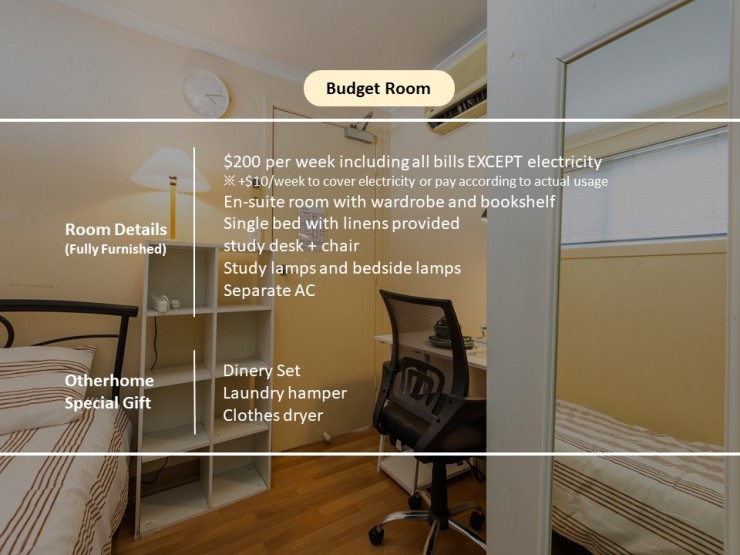 Budget Room
$200 per week including all bills EXCEPT electricity
※ +$10/week to cover electricity or pay according to actual usage
En-suite room with wardrobe and bookshelf
Room Details
(Fully Furnished)
Single bed with linens provided
study desk + chair
Study lamps and bedside lamps
Separate AC
Otherhome
Special Gift
Dinery Set
Laundry hamper
Clothes dryer